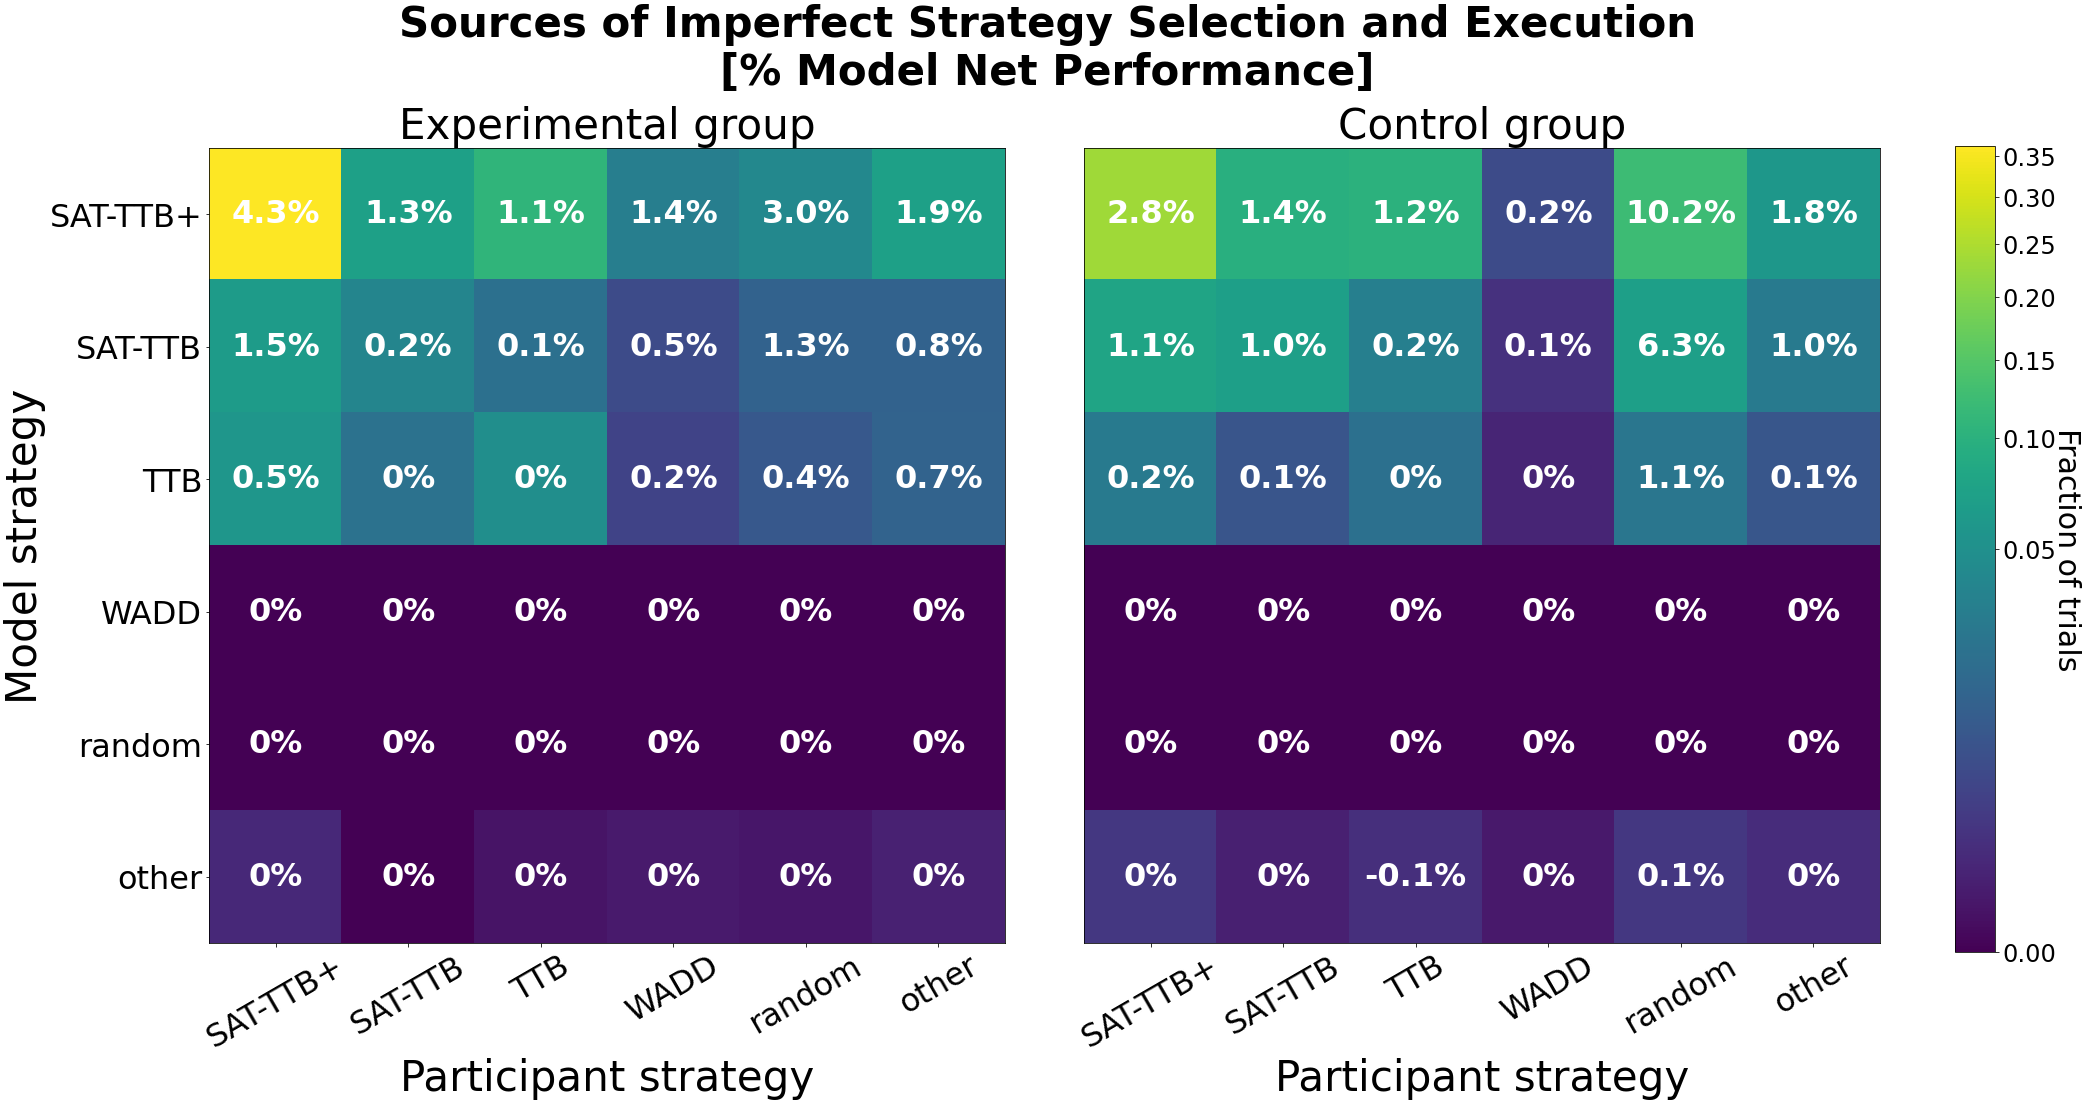 Sources of Imperfect Strategy Selection and Execution
[% Model Net Performance]
Experimental group
Control group
Model strategy
SAT-TTB+
4.3% 1.3% 1.1% 1.4% 3.0% 1.9%
2.8% 1.4% 1.2% 0.2% 10.2% 1.8%
SAT-TTB
1.5% 0.2% 0.1% 0.5% 1.3% 0.8%
1.1% 1.0% 0.2% 0.1% 6.3% 1.0%
TTB
0.5% 0% 0% 0.2% 0.4% 0.7%
0.2% 0.1% 0% 0% 1.1% 0.1%
WADD
0% 0% 0% 0% 0% 0%
0% 0% 0% 0% 0% 0%
random
0% 0% 0% 0% 0% 0%
0% 0% 0% 0% 0% 0%
other
0% 0% 0% 0% 0% 0%
0% 0% -0.1% 0% 0.1% 0%
SAT-TTB+ SAT-TTB TTB WADD random other
SAT-TTB+ SAT-TTB TTB WADD random other
Participant strategy
Participant strategy
0.35
0.30
0.25
0.20
0.15
0.10
0.05
0.00
Fraction of trials